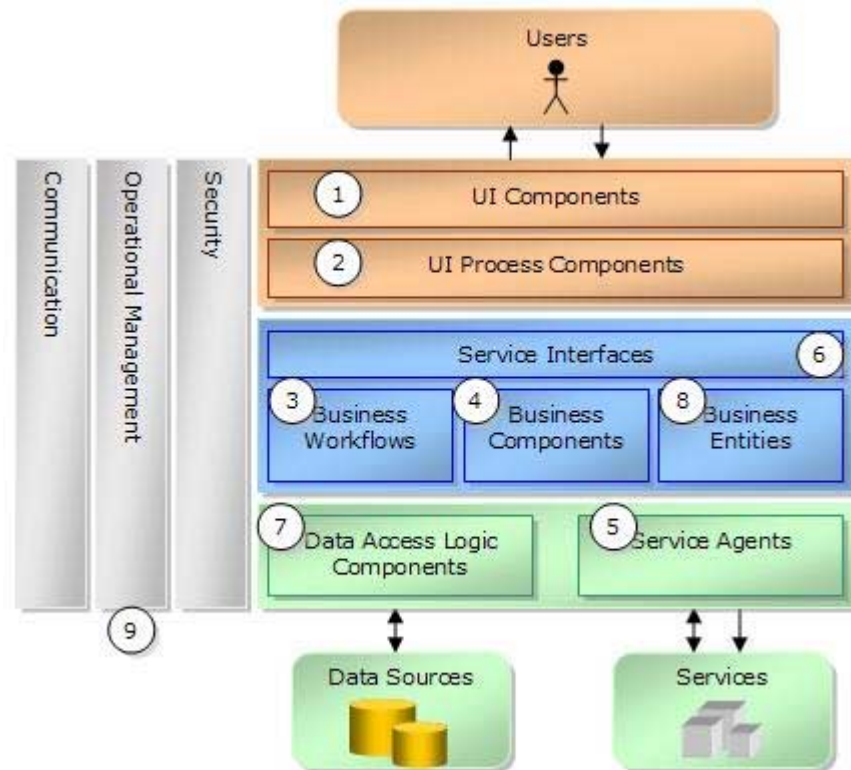 Users
Communication
Operational Management
Security
1
UI Components
2
UI Process Components
Service Interfaces
6
3
Business
Workflows
4
Business
Components
8
Business
Entities
7
Data Access Logic
Components
5
Service Agents
9
Data Sources
Services